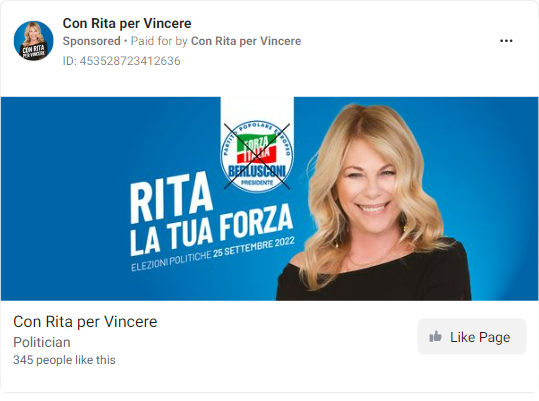 Con Rita per Vincere
Sponsored • Paid for by Con Rita per Vincere
ID: 453528723412636
CON RITA
PER VINCERE
PARTITO POPOLARE EUROPEO
FORZA
ITALIA
BERLUSCONI
PRESIDENTE
RITA
LA TUA FORZA
ELEZIONI POLITICHE 25 SETTEMBRE 2022
Con Rita per Vincere
Politician
345 people like this
Like Page